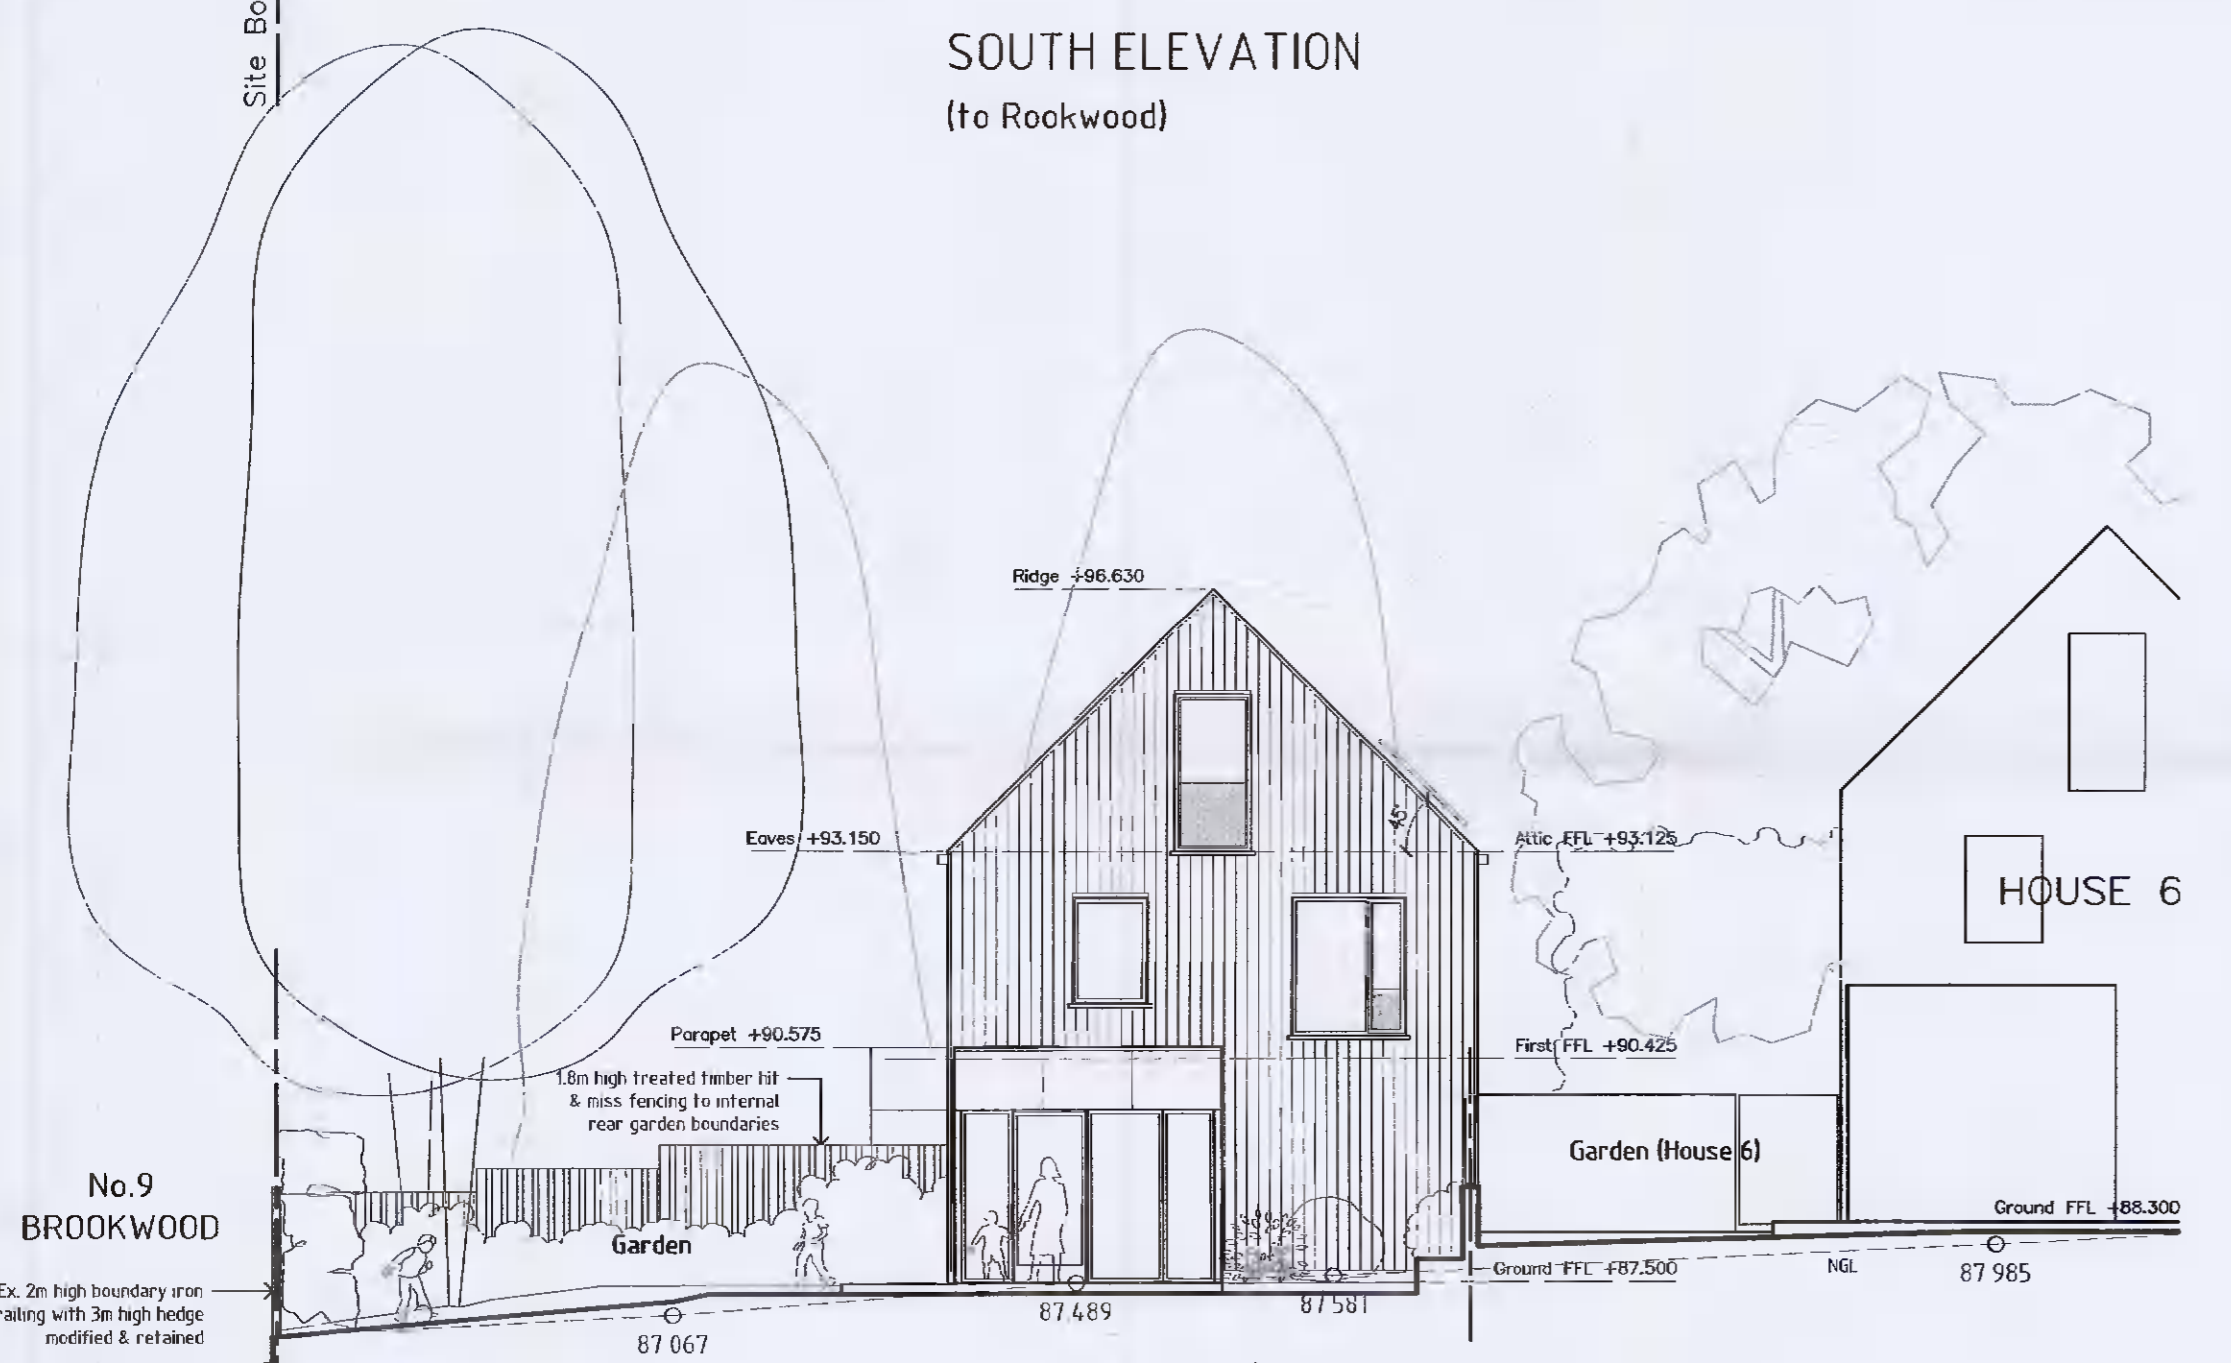 Site Bo
SOUTH ELEVATION
(to Rookwood)
Ridge +96.630
Eaves +93.150
45°
Attic FFL +93.125
HOUSE 6
Parapet +90.575
First FFL +90.425
1.8m high treated timber hit
& miss fencing to internal
rear garden boundaries
Garden (House 6)
No.9
BROOKWOOD
Garden
Ground FFL +88.300
Ex. 2m high boundary iron
railing with 3m high hedge
modified & retained
Ground FFL +87.500
NGL
87 985
87.489
87 581
87 067